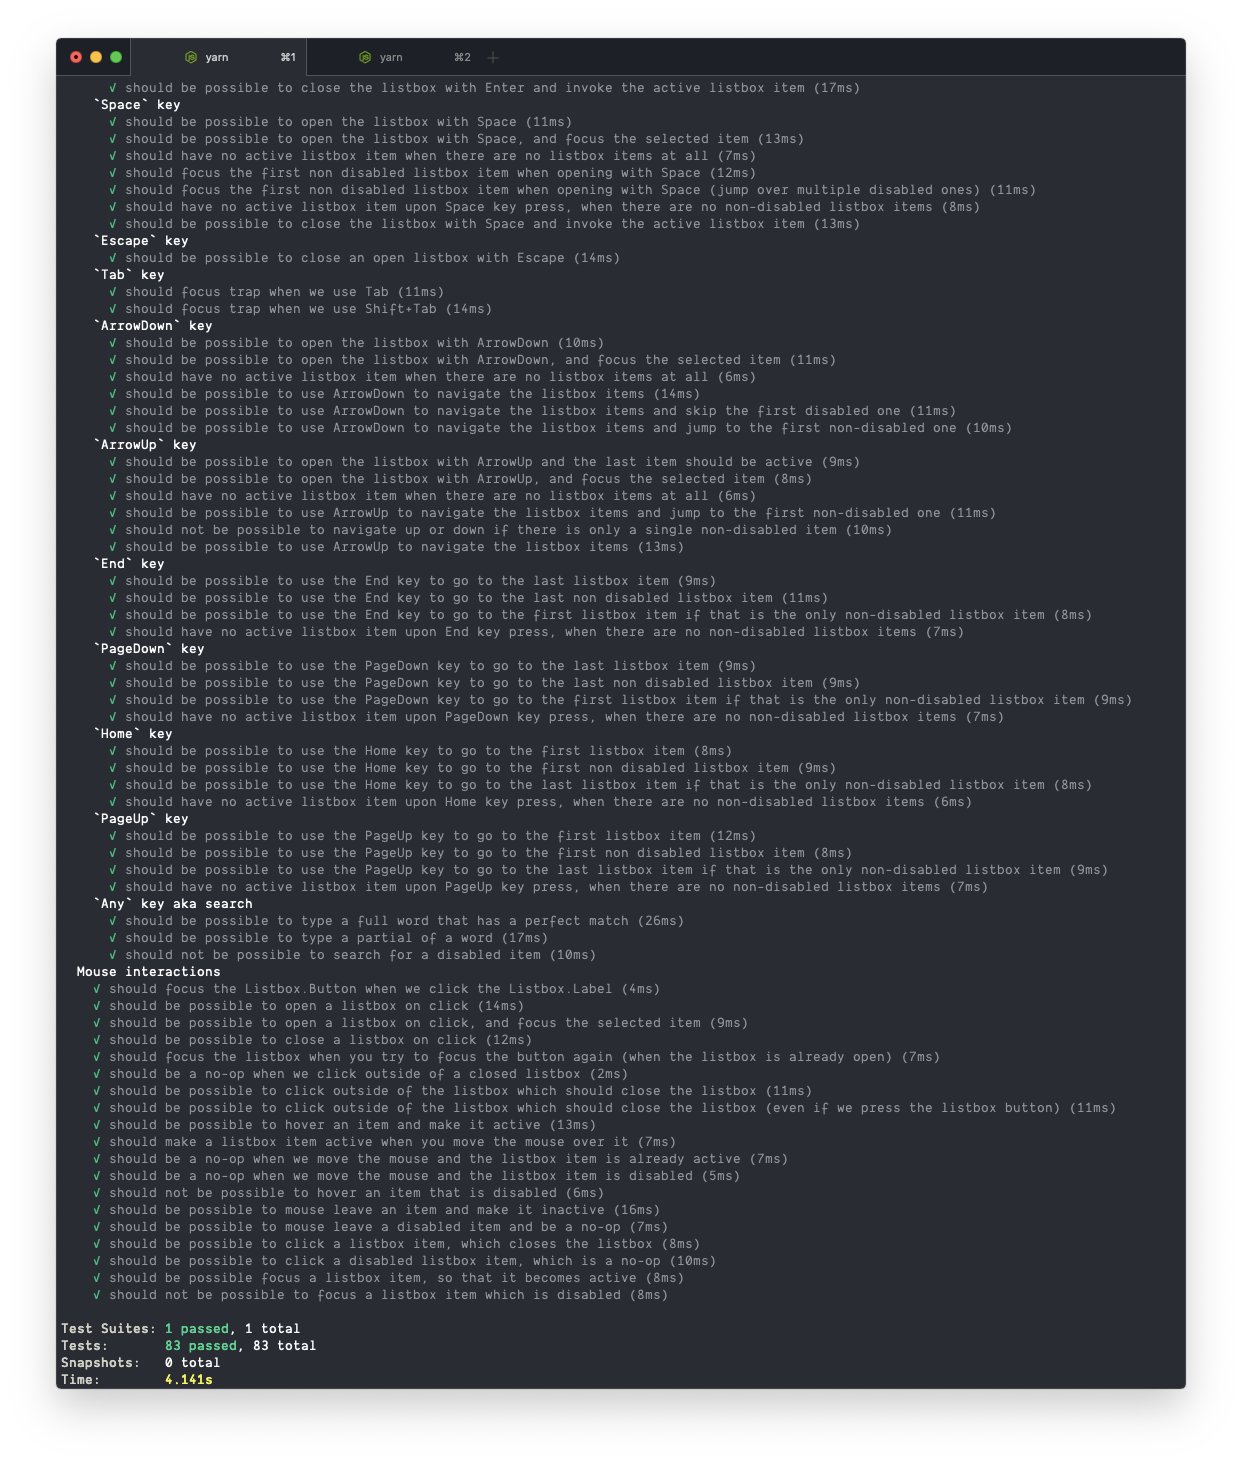 yarn ⌘1 yarn ⌘2 +
✓ should be possible to close the listbox with Enter and invoke the active listbox item (17ms)
`Space` key
✓ should be possible to open the listbox with Space (11ms)
✓ should be possible to open the listbox with Space, and focus the selected item (13ms)
✓ should have no active listbox item when there are no listbox items at all (7ms)
✓ should focus the first non disabled listbox item when opening with Space (12ms)
✓ should focus the first non disabled listbox item when opening with Space (jump over multiple disabled ones) (11ms)
✓ should have no active listbox item upon Space key press, when there are no non-disabled listbox items (8ms)
✓ should be possible to close the listbox with Space and invoke the active listbox item (13ms)
`Escape` key
✓ should be possible to close an open listbox with Escape (14ms)
`Tab` key
✓ should focus trap when we use Tab (11ms)
✓ should focus trap when we use Shift+Tab (14ms)
`ArrowDown` key
✓ should be possible to open the listbox with ArrowDown (10ms)
✓ should be possible to open the listbox with ArrowDown, and focus the selected item (11ms)
✓ should have no active listbox item when there are no listbox items at all (6ms)
✓ should be possible to use ArrowDown to navigate the listbox items (14ms)
✓ should be possible to use ArrowDown to navigate the listbox items and skip the first disabled one (11ms)
✓ should be possible to use ArrowDown to navigate the listbox items and jump to the first non-disabled one (10ms)
`ArrowUp` key
✓ should be possible to open the listbox with ArrowUp and the last item should be active (9ms)
✓ should be possible to open the listbox with ArrowUp, and focus the selected item (8ms)
✓ should have no active listbox item when there are no listbox items at all (6ms)
✓ should be possible to use ArrowUp to navigate the listbox items and jump to the first non-disabled one (11ms)
✓ should not be possible to navigate up or down if there is only a single non-disabled item (10ms)
✓ should be possible to use ArrowUp to navigate the listbox items (13ms)
`End` key
✓ should be possible to use the End key to go to the last listbox item (9ms)
✓ should be possible to use the End key to go to the last non disabled listbox item (11ms)
✓ should be possible to use the End key to go to the first listbox item if that is the only non-disabled listbox item (8ms)
✓ should have no active listbox item upon End key press, when there are no non-disabled listbox items (7ms)
`PageDown` key
✓ should be possible to use the PageDown key to go to the last listbox item (9ms)
✓ should be possible to use the PageDown key to go to the last non disabled listbox item (9ms)
✓ should be possible to use the PageDown key to go to the first listbox item if that is the only non-disabled listbox item (9ms)
✓ should have no active listbox item upon PageDown key press, when there are no non-disabled listbox items (7ms)
`Home` key
✓ should be possible to use the Home key to go to the first listbox item (8ms)
✓ should be possible to use the Home key to go to the first non disabled listbox item (9ms)
✓ should be possible to use the Home key to go to the last listbox item if that is the only non-disabled listbox item (8ms)
✓ should have no active listbox item upon Home key press, when there are no non-disabled listbox items (6ms)
`PageUp` key
✓ should be possible to use the PageUp key to go to the first listbox item (12ms)
✓ should be possible to use the PageUp key to go to the first non disabled listbox item (8ms)
✓ should be possible to use the PageUp key to go to the last listbox item if that is the only non-disabled listbox item (9ms)
✓ should have no active listbox item upon PageUp key press, when there are no non-disabled listbox items (7ms)
`Any` key aka search
✓ should be possible to type a full word that has a perfect match (26ms)
✓ should be possible to type a partial of a word (17ms)
✓ should not be possible to search for a disabled item (10ms)
Mouse interactions
✓ should focus the Listbox.Button when we click the Listbox.Label (4ms)
✓ should be possible to open a listbox on click (14ms)
✓ should be possible to open a listbox on click, and focus the selected item (9ms)
✓ should be possible to close a listbox on click (12ms)
✓ should focus the listbox when you try to focus the button again (when the listbox is already open) (7ms)
✓ should be a no-op when we click outside of a closed listbox (2ms)
✓ should be possible to click outside of the listbox which should close the listbox (11ms)
✓ should be possible to click outside of the listbox which should close the listbox (even if we press the listbox button) (11ms)
✓ should be possible to hover an item and make it active (13ms)
✓ should make a listbox item active when you move the mouse over it (7ms)
✓ should be a no-op when we move the mouse and the listbox item is already active (7ms)
✓ should be a no-op when we move the mouse and the listbox item is disabled (5ms)
✓ should not be possible to hover an item that is disabled (6ms)
✓ should be possible to mouse leave an item and make it inactive (16ms)
✓ should be possible to mouse leave a disabled item and be a no-op (7ms)
✓ should be possible to click a listbox item, which closes the listbox (8ms)
✓ should be possible to click a disabled listbox item, which is a no-op (10ms)
✓ should be possible focus a listbox item, so that it becomes active (8ms)
✓ should not be possible to focus a listbox item which is disabled (8ms)
Test Suites: 1 passed, 1 total
Tests: 83 passed, 83 total
Snapshots: 0 total
Time: 4.141s